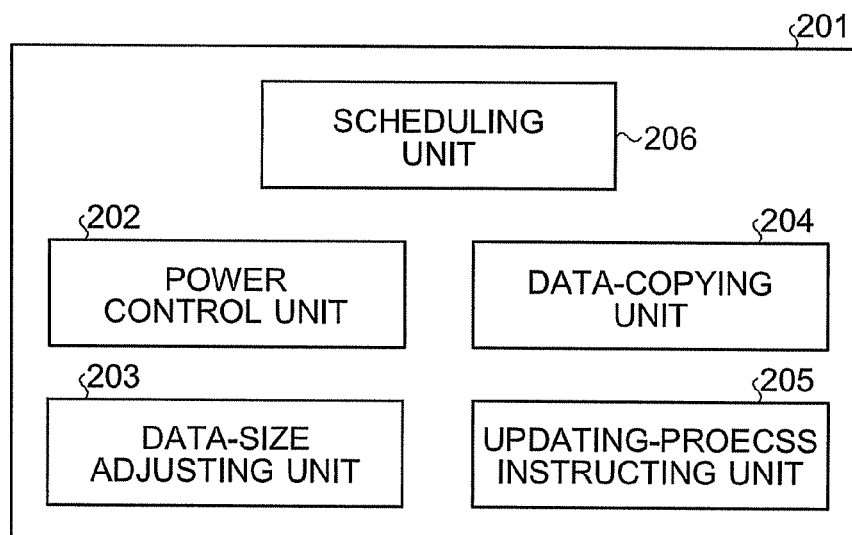 201
SCHEDULING
UNIT
206
202
POWER
CONTROL UNIT
204
DATA-COPYING
UNIT
203
DATA-SIZE
ADJUSTING UNIT
205
UPDATING-PROECSS
INSTRUCTING UNIT